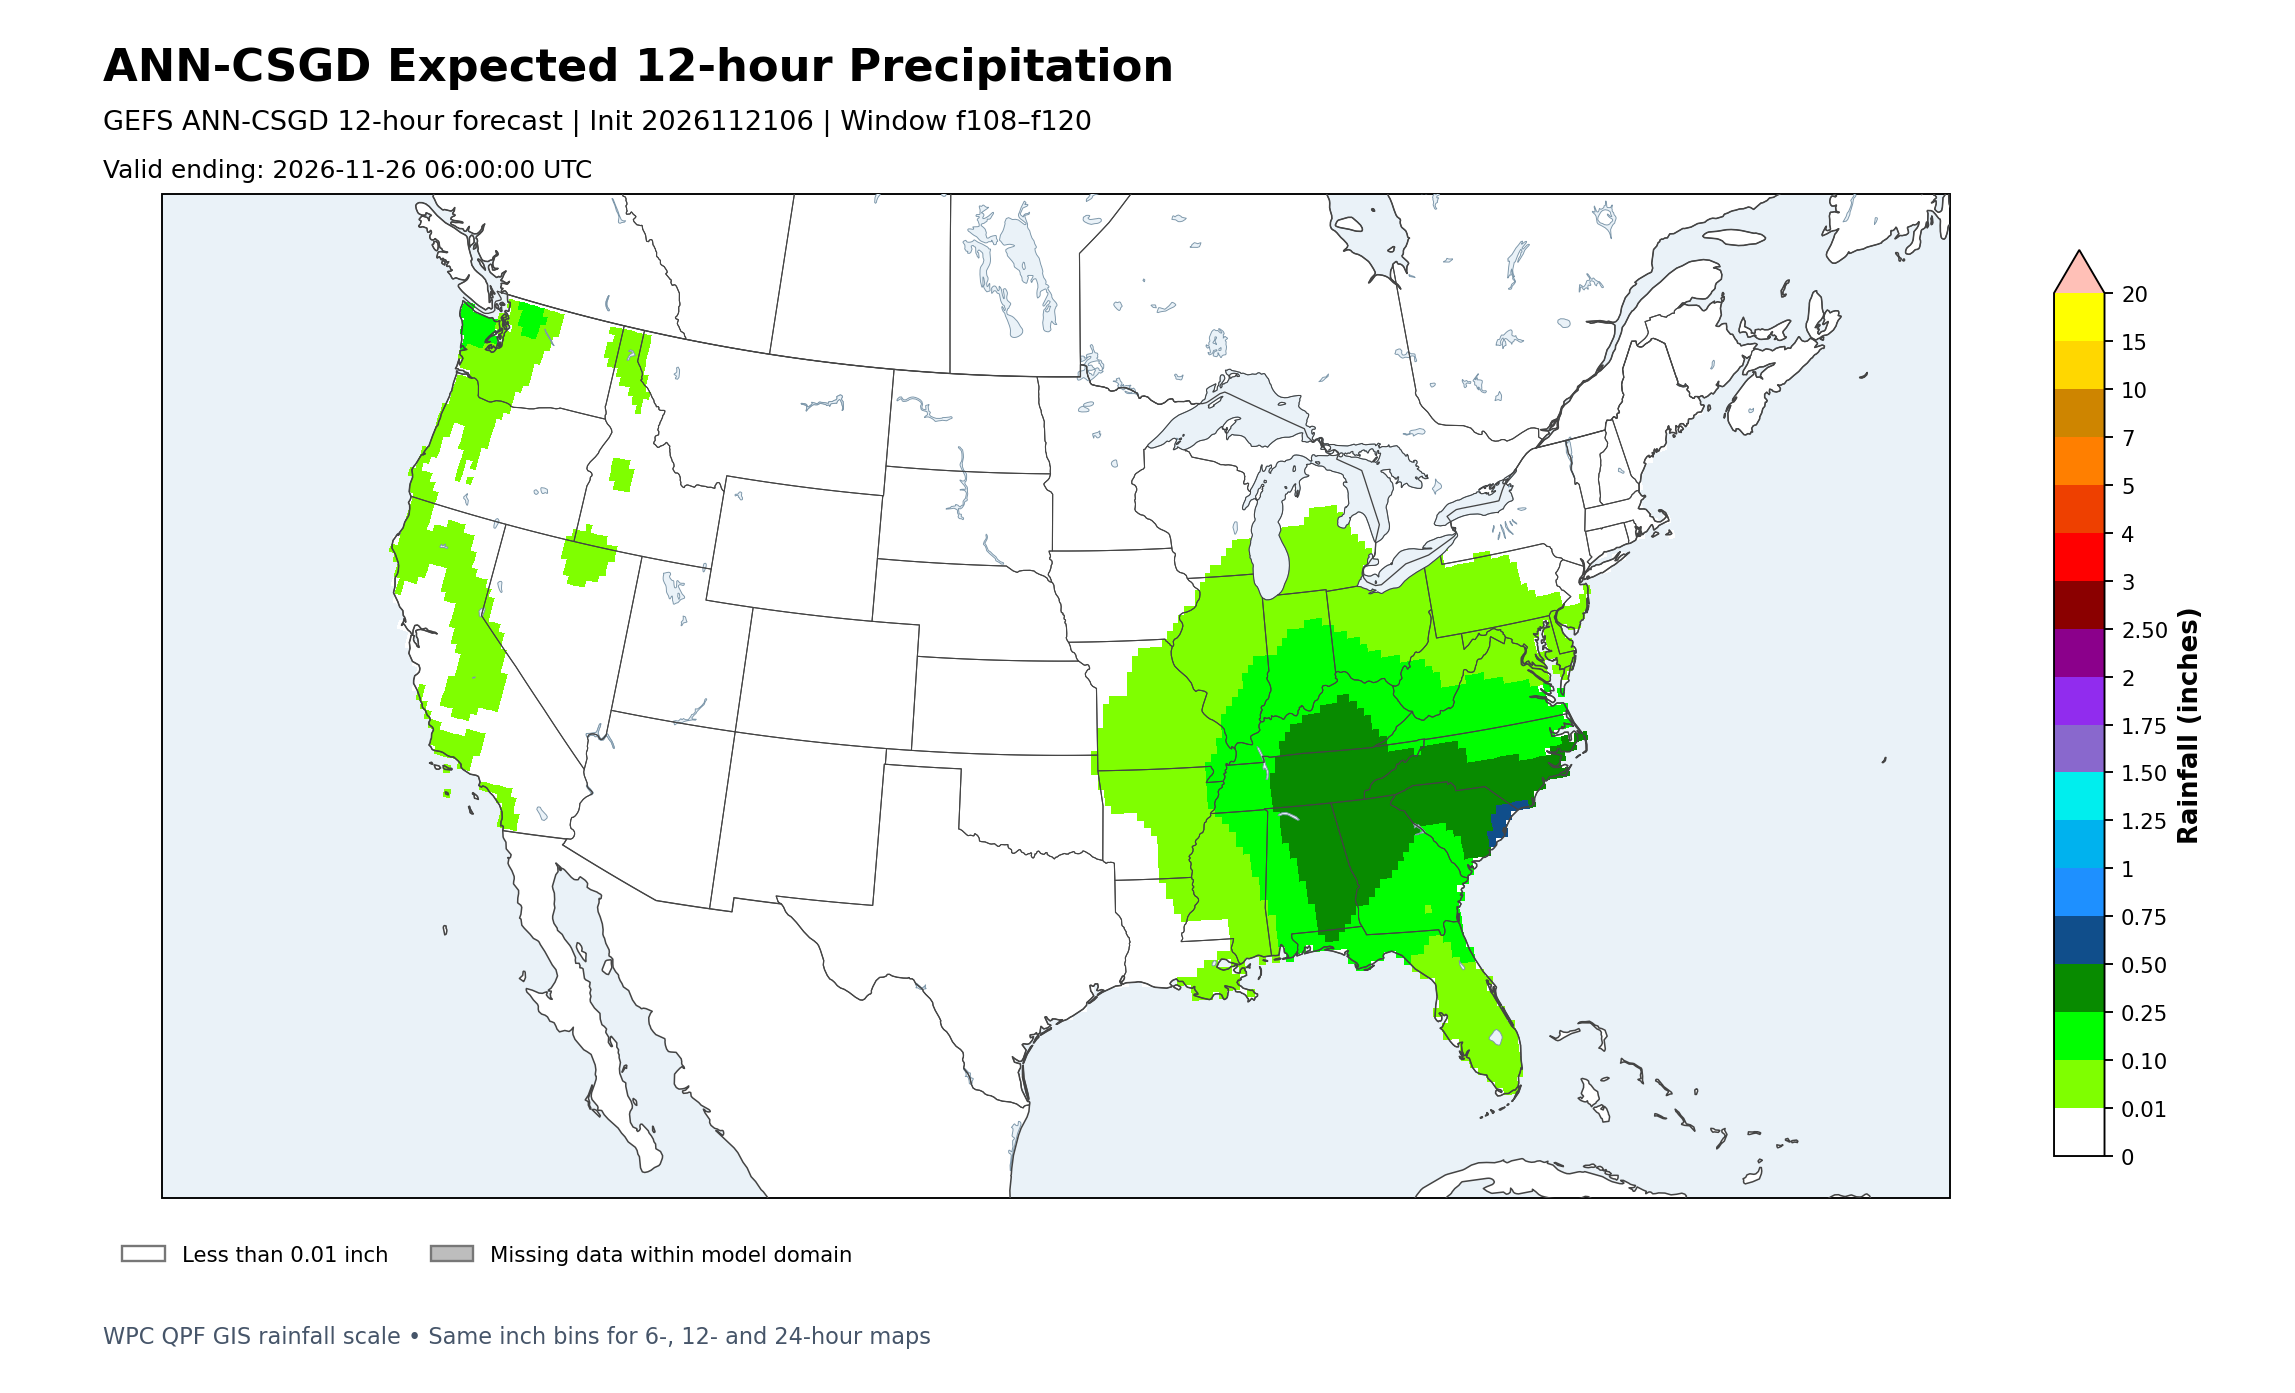 ANN-CSGD Expected 12-hour Precipitation
GEFS ANN-CSGD 12-hour forecast | Init 2026112106 | Window f108–f120
Valid ending: 2026-11-26 06:00:00 UTC
20
15
10
7
5
4
3
2.50
2
1.75
1.50
1.25
1
0.75
0.50
0.25
0.10
0.01
0
Rainfall (inches)
Less than 0.01 inch
Missing data within model domain
WPC QPF GIS rainfall scale • Same inch bins for 6-, 12- and 24-hour maps